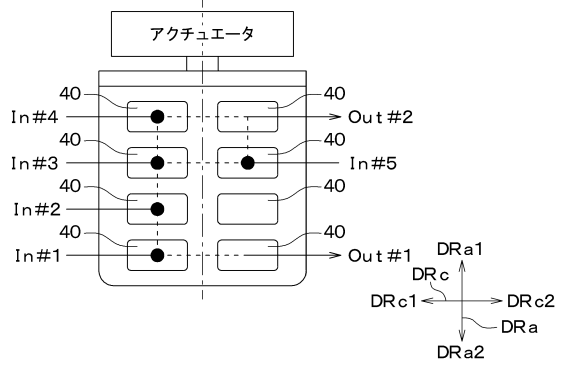 アクチュエータ
40 40
In#4 Out#2
40 40
In#3 In#5
40 40
In#2
40 40
In#1 Out#1
DRa1
DRc
DRc1 DRc2
DRa
DRa2